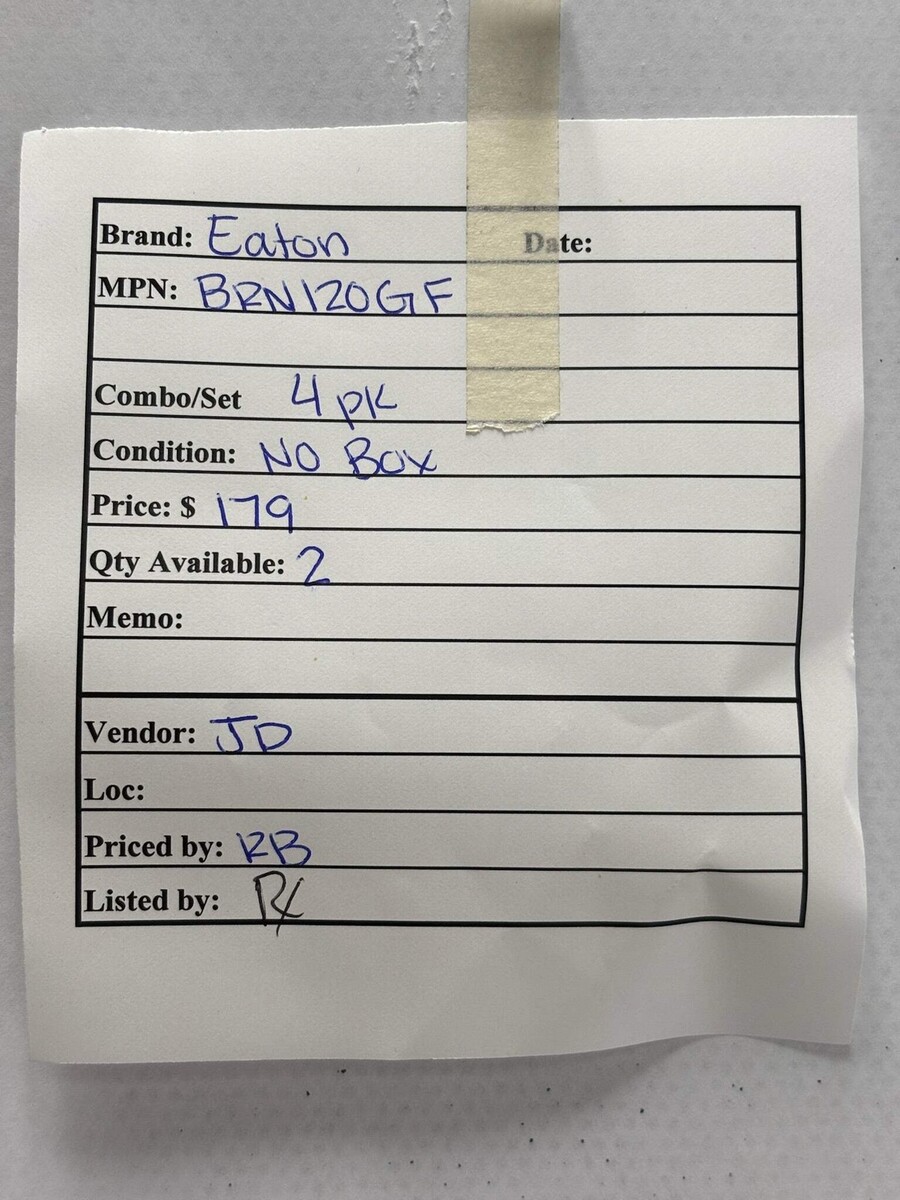 Brand: Eaton Date:
MPN: BRN120GF
Combo/Set 4 pk
Condition: NO BOX
Price: $ 179
Qty Available: 2
Memo:
Vendor: JD
Loc:
Priced by: RB
Listed by: